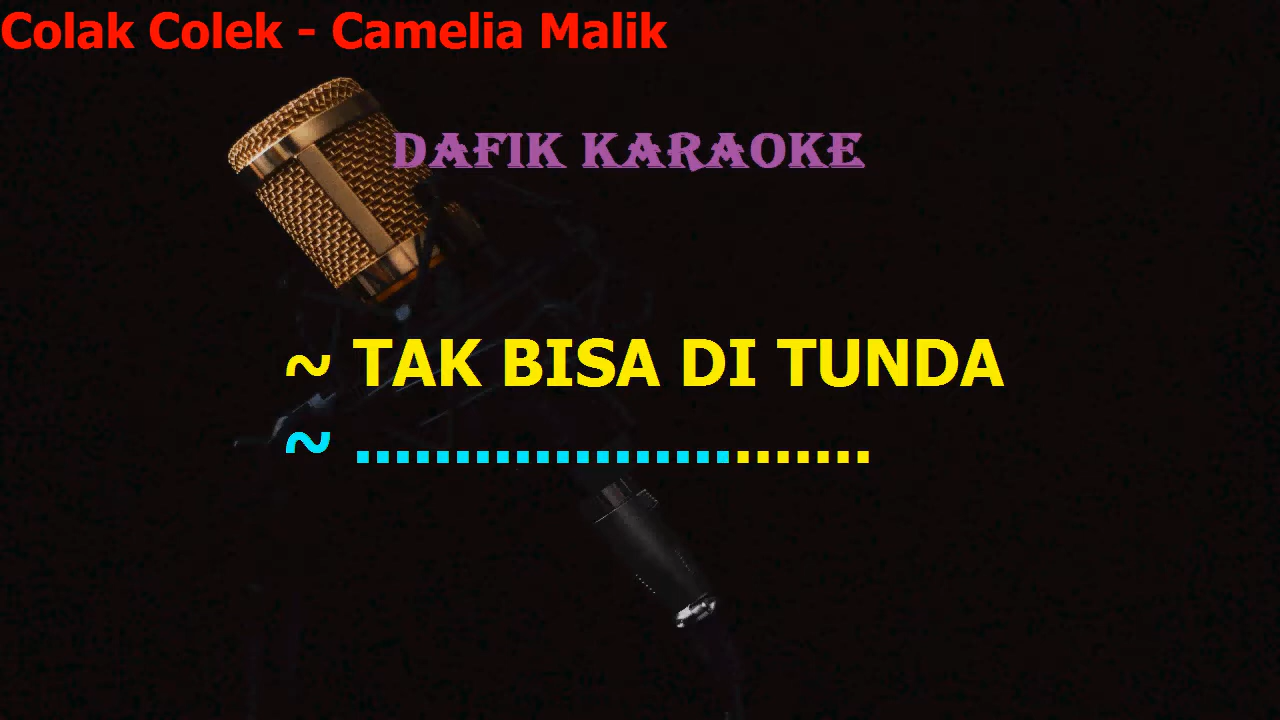 Colak Colek - Camelia Malik
DAFIK KARAOKE
~ TAK BISA DI TUNDA
~ ..........................